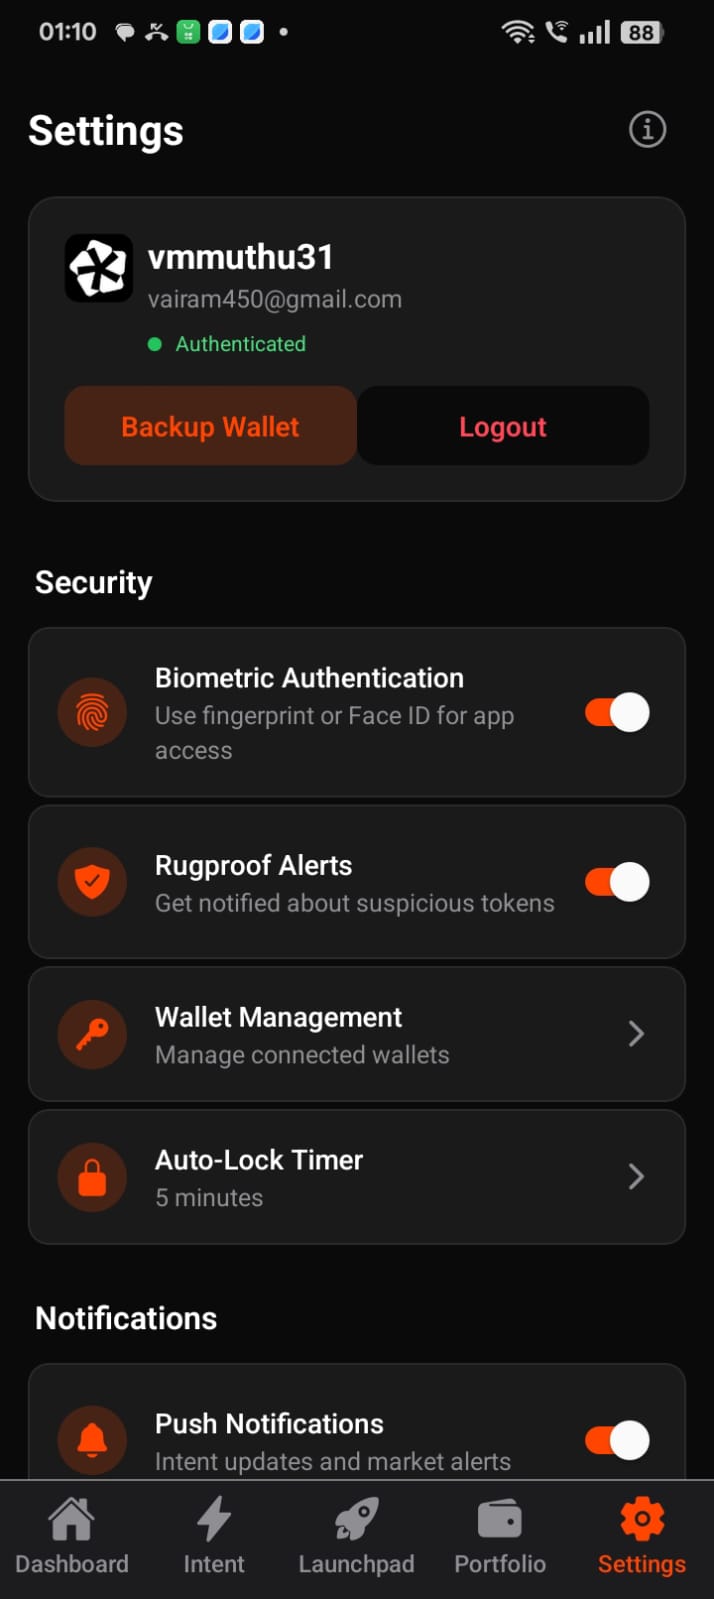 01:10
88
Settings
vmmuthu31
vairam450@gmail.com
Authenticated
Backup Wallet
Logout
Security
Biometric Authentication
Use fingerprint or Face ID for app
access
Rugproof Alerts
Get notified about suspicious tokens
Wallet Management
Manage connected wallets
Auto-Lock Timer
5 minutes
Notifications
Push Notifications
Intent updates and market alerts
Dashboard
Intent
Launchpad
Portfolio
Settings